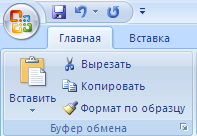 Главная Вставка
Вырезать
Копировать
Вставить
Формат по образцу
Буфер обмена